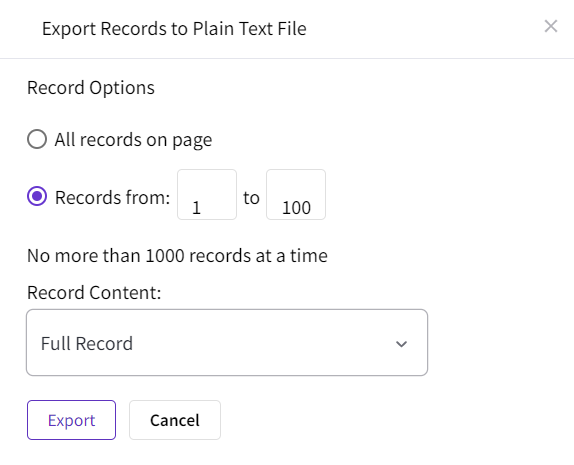 Export Records to Plain Text File
Record Options
All records on page
Records from: 1 to 100
No more than 1000 records at a time
Record Content:
Full Record
Export Cancel